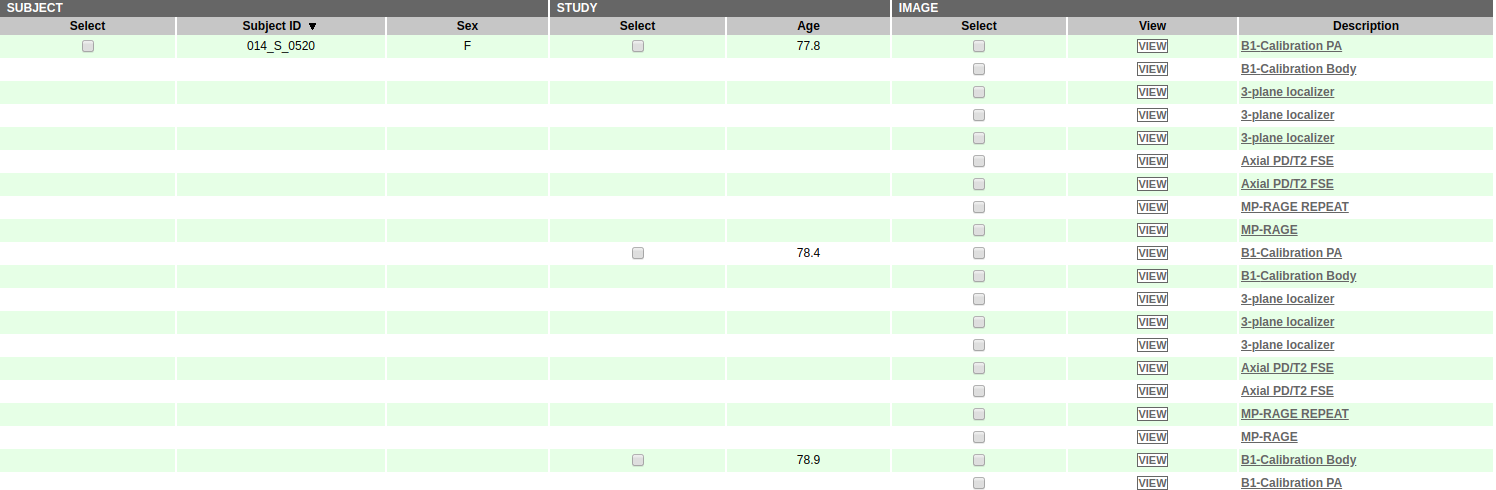 SUBJECT STUDY IMAGE
Select Subject ID ▼ Sex Select Age Select View Description
014_S_0520 F 77.8 VIEW B1-Calibration PA
VIEW B1-Calibration Body
VIEW 3-plane localizer
VIEW 3-plane localizer
VIEW 3-plane localizer
VIEW Axial PD/T2 FSE
VIEW Axial PD/T2 FSE
VIEW MP-RAGE REPEAT
VIEW MP-RAGE
78.4 VIEW B1-Calibration PA
VIEW B1-Calibration Body
VIEW 3-plane localizer
VIEW 3-plane localizer
VIEW 3-plane localizer
VIEW Axial PD/T2 FSE
VIEW Axial PD/T2 FSE
VIEW MP-RAGE REPEAT
VIEW MP-RAGE
78.9 VIEW B1-Calibration Body
VIEW B1-Calibration PA